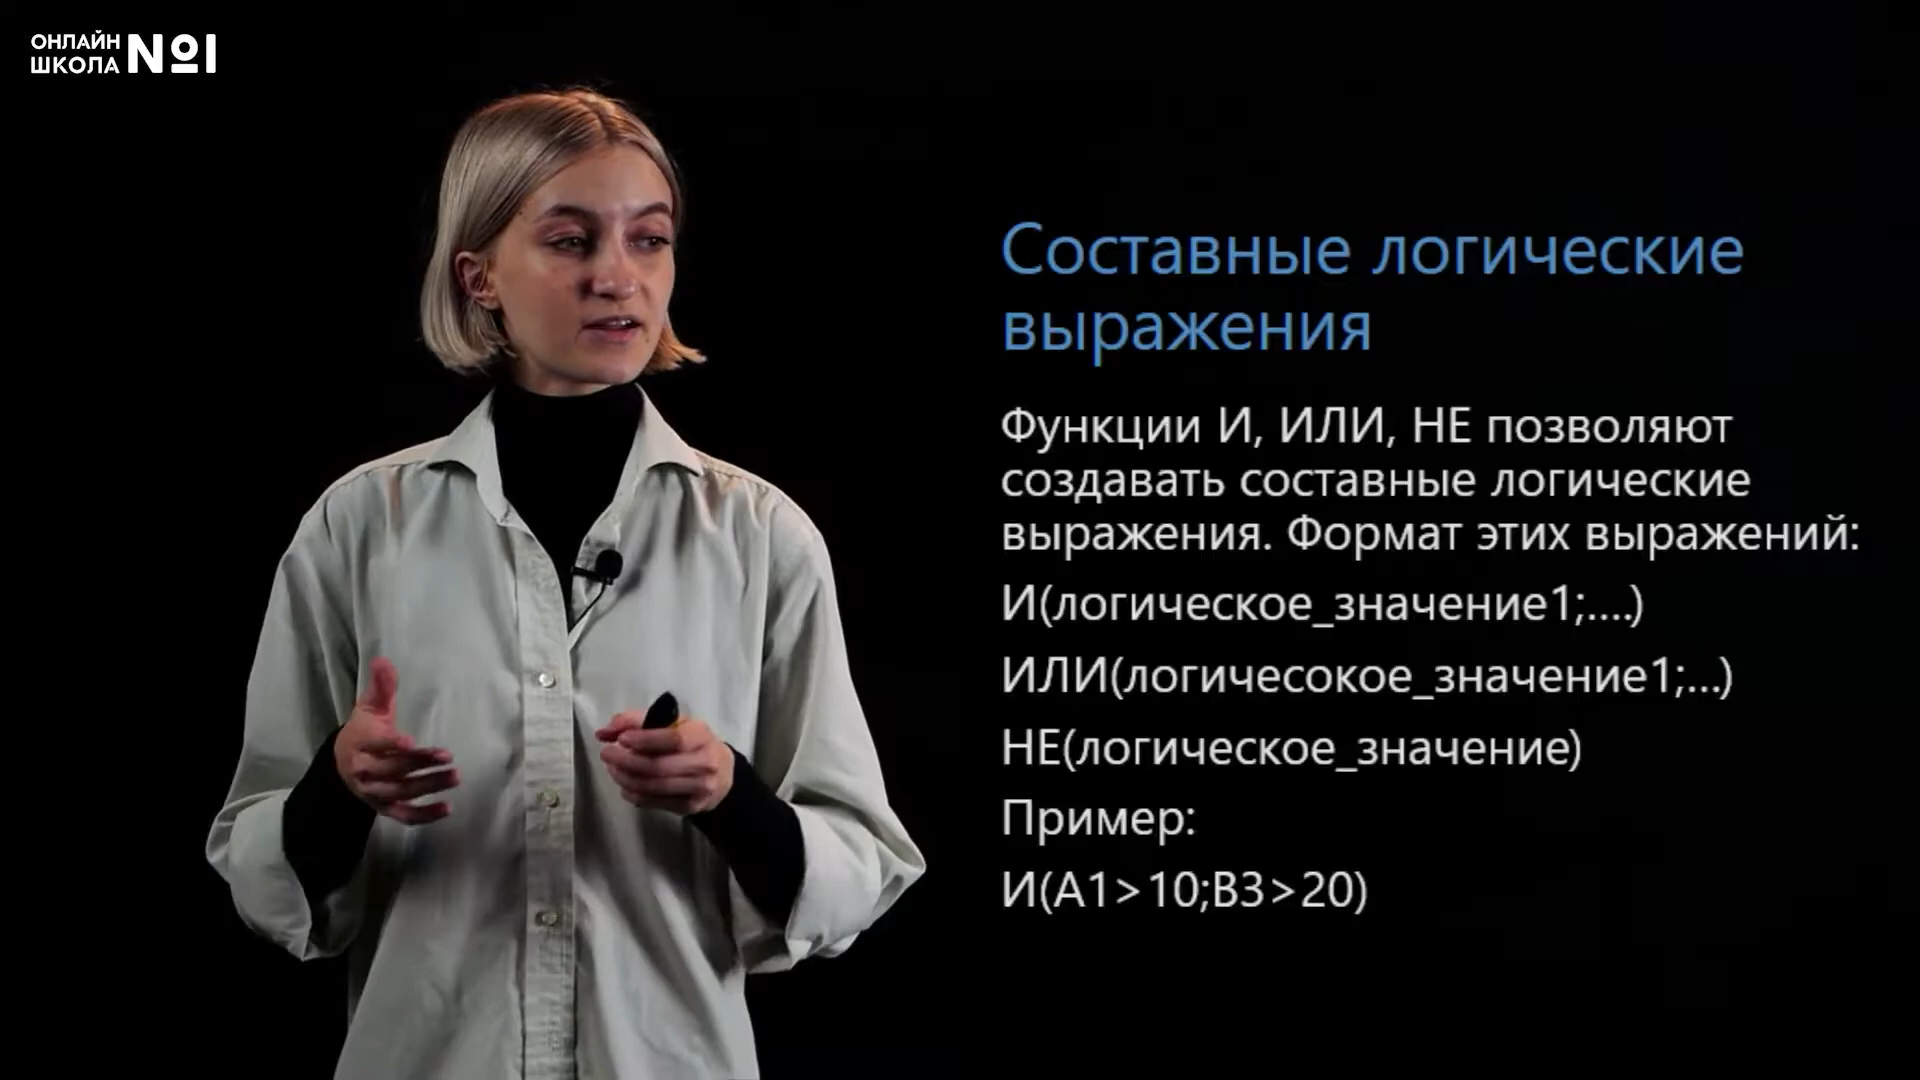 ОНЛАЙН
ШКОЛА №1
Составные логические
выражения
Функции И, ИЛИ, НЕ позволяют
создавать составные логические
выражения. Формат этих выражений:
И(логическое_значение1;....)
ИЛИ(логичесокое_значение1;...)
НЕ(логическое_значение)
Пример:
И(A1>10;B3>20)